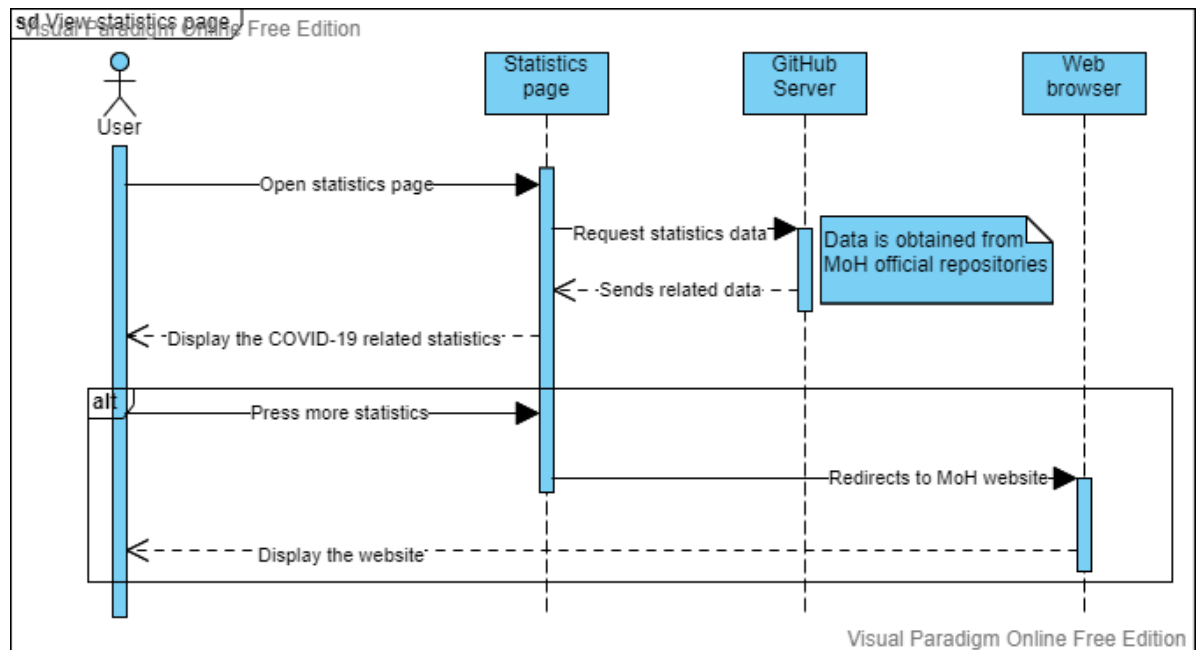 sd View statistics page
Visual Paradigm Online Free Edition
User
Statistics
page
GitHub
Server
Web
browser
Open statistics page
Request statistics data
Data is obtained from
MoH official repositories
Sends related data
Display the COVID-19 related statistics
alt
Press more statistics
Redirects to MoH website
Display the website
Visual Paradigm Online Free Edition